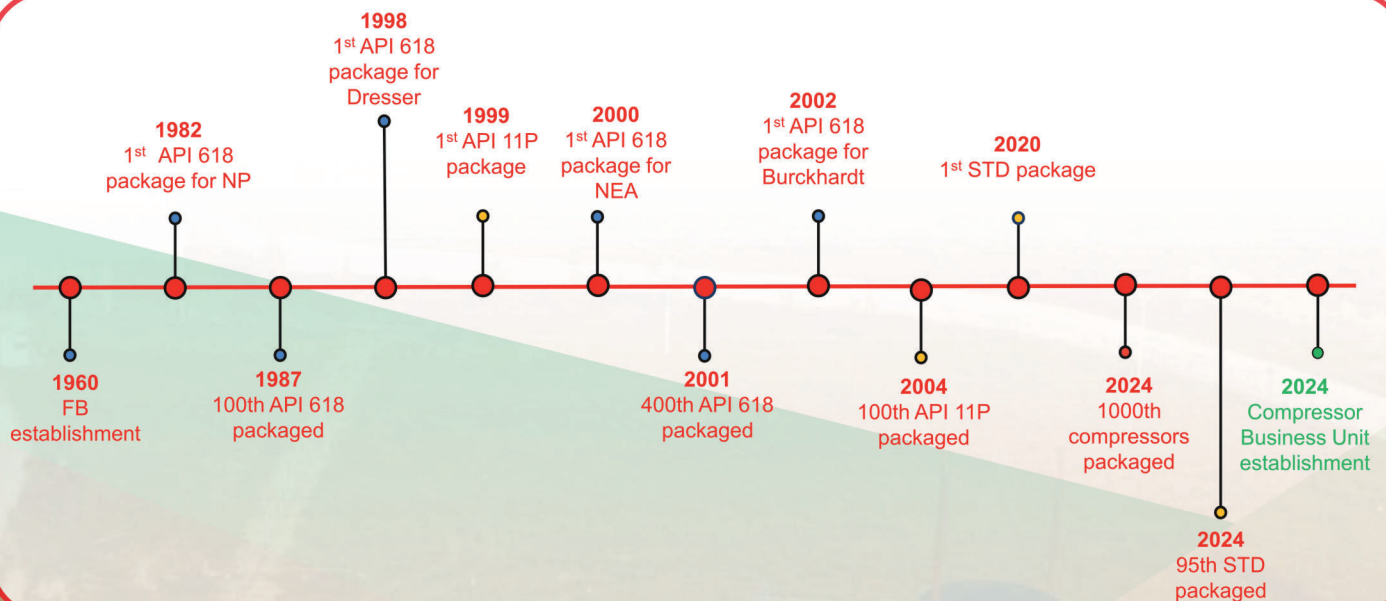 1960
FB
establishment
1982
1st API 618
package for NP
1987
100th API 618
packaged
1998
1st API 618
package for
Dresser
1999
1st API 11P
package
2000
1st API 618
package for
NEA
2001
400th API 618
packaged
2002
1st API 618
package for
Burckhardt
2004
100th API 11P
packaged
2020
1st STD package
2024
1000th
compressors
packaged
2024
95th STD
packaged
2024
Compressor
Business Unit
establishment